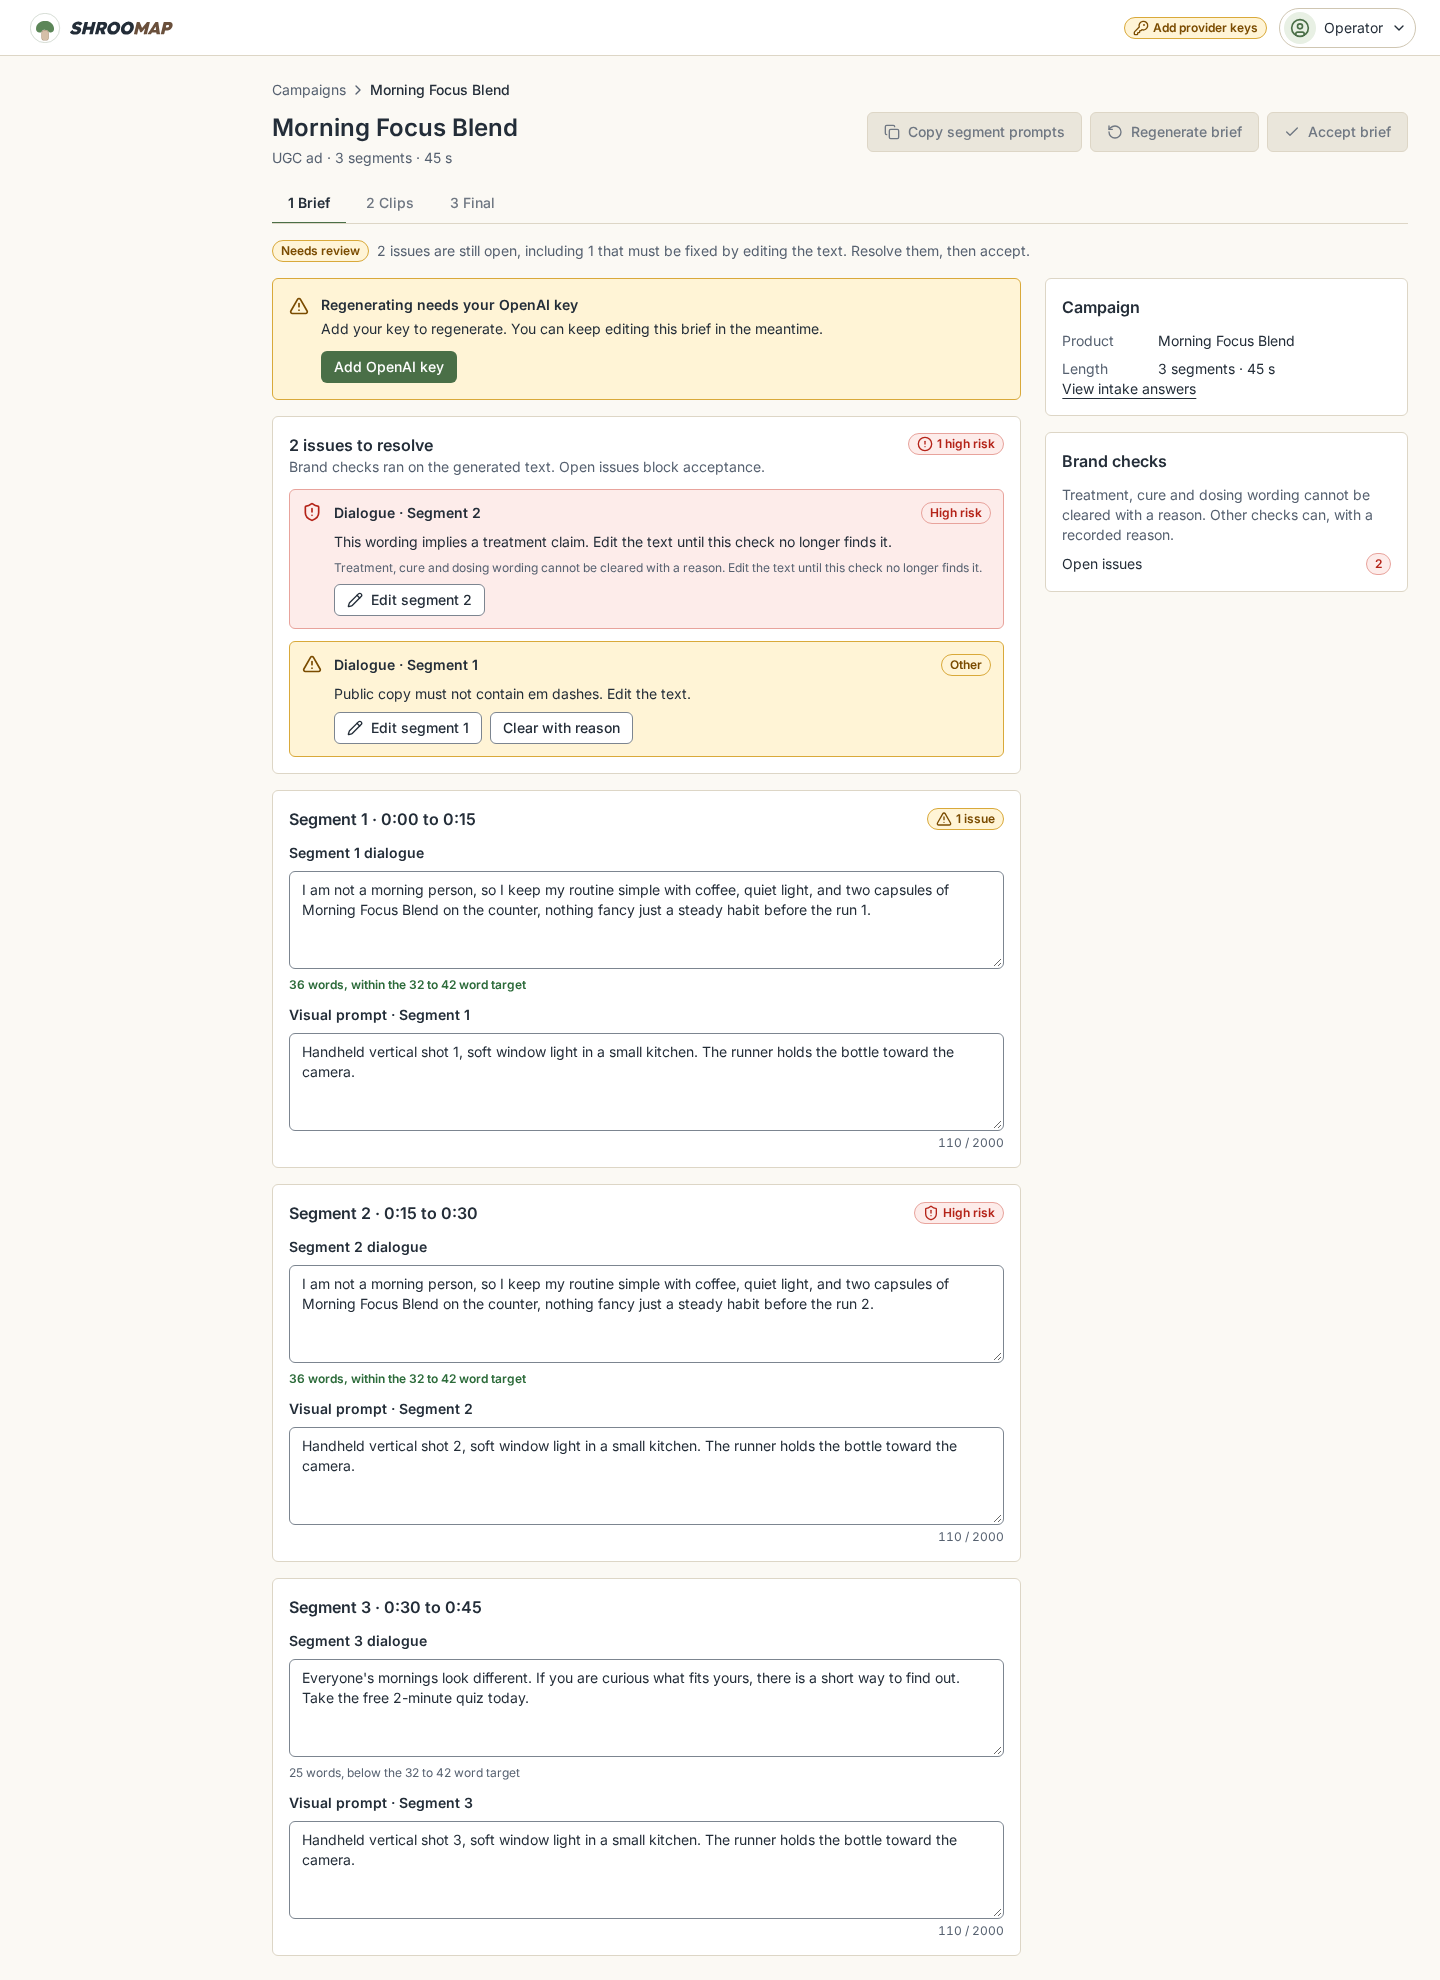 SHROOMAP
Add provider keys
Operator
Campaigns
Morning Focus Blend
Morning Focus Blend
UGC ad · 3 segments · 45 s
Copy segment prompts
Regenerate brief
Accept brief
1 Brief
2 Clips
3 Final
Needs review
2 issues are still open, including 1 that must be fixed by editing the text. Resolve them, then accept.
Regenerating needs your OpenAI key
Add your key to regenerate. You can keep editing this brief in the meantime.
Add OpenAI key
2 issues to resolve
1 high risk
Brand checks ran on the generated text. Open issues block acceptance.
Dialogue · Segment 2
High risk
This wording implies a treatment claim. Edit the text until this check no longer finds it.
Treatment, cure and dosing wording cannot be cleared with a reason. Edit the text until this check no longer finds it.
Edit segment 2
Dialogue · Segment 1
Other
Public copy must not contain em dashes. Edit the text.
Edit segment 1
Clear with reason
Segment 1 · 0:00 to 0:15
1 issue
Segment 1 dialogue
I am not a morning person, so I keep my routine simple with coffee, quiet light, and two capsules of
Morning Focus Blend on the counter, nothing fancy just a steady habit before the run 1.
36 words, within the 32 to 42 word target
Visual prompt · Segment 1
Handheld vertical shot 1, soft window light in a small kitchen. The runner holds the bottle toward the
camera.
110 / 2000
Segment 2 · 0:15 to 0:30
High risk
Segment 2 dialogue
I am not a morning person, so I keep my routine simple with coffee, quiet light, and two capsules of
Morning Focus Blend on the counter, nothing fancy just a steady habit before the run 2.
36 words, within the 32 to 42 word target
Visual prompt · Segment 2
Handheld vertical shot 2, soft window light in a small kitchen. The runner holds the bottle toward the
camera.
110 / 2000
Segment 3 · 0:30 to 0:45
Segment 3 dialogue
Everyone's mornings look different. If you are curious what fits yours, there is a short way to find out.
Take the free 2-minute quiz today.
25 words, below the 32 to 42 word target
Visual prompt · Segment 3
Handheld vertical shot 3, soft window light in a small kitchen. The runner holds the bottle toward the
camera.
110 / 2000
Campaign
Product
Morning Focus Blend
Length
3 segments · 45 s
View intake answers
Brand checks
Treatment, cure and dosing wording cannot be
cleared with a reason. Other checks can, with a
recorded reason.
Open issues
2